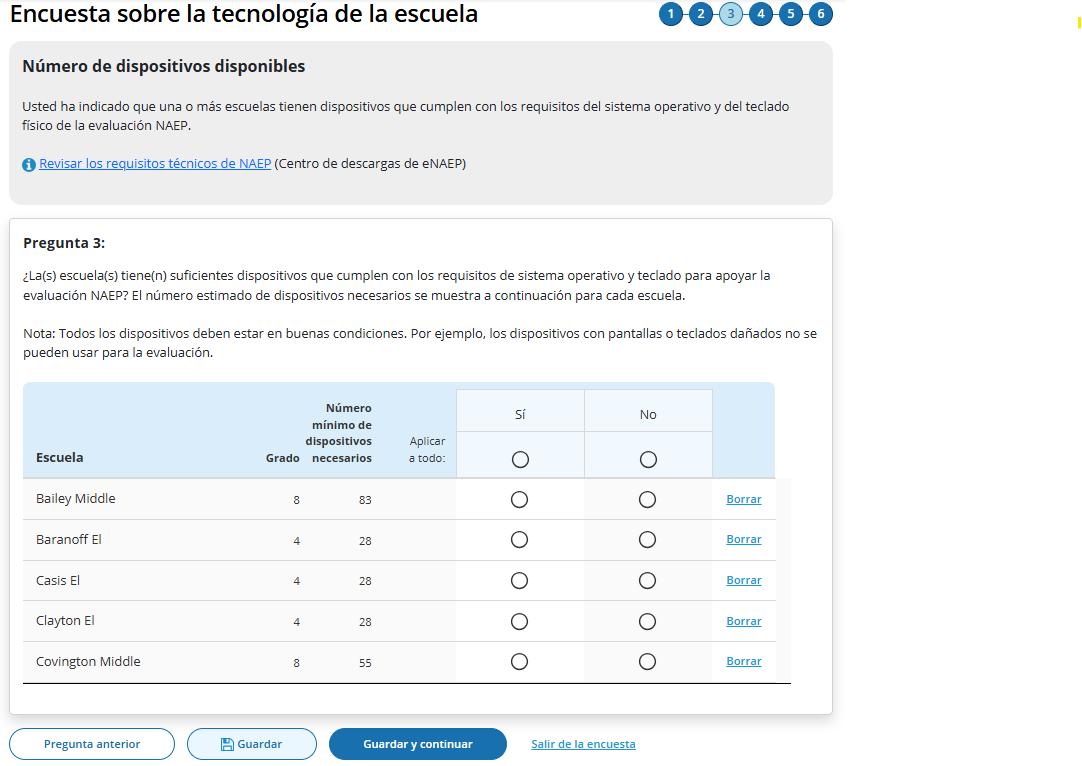 Encuesta sobre la tecnología de la escuela
1 2 3 4 5 6
Número de dispositivos disponibles
Usted ha indicado que una o más escuelas tienen dispositivos que cumplen con los requisitos del sistema operativo y del teclado
físico de la evaluación NAEP.
Revisar los requisitos técnicos de NAEP (Centro de descargas de eNAEP)
Pregunta 3:
¿La(s) escuela(s) tiene(n) suficientes dispositivos que cumplen con los requisitos de sistema operativo y teclado para apoyar la
evaluación NAEP? El número estimado de dispositivos necesarios se muestra a continuación para cada escuela.
Nota: Todos los dispositivos deben estar en buenas condiciones. Por ejemplo, los dispositivos con pantallas o teclados dañados no se
pueden usar para la evaluación.
Escuela
Grado
Número
mínimo de
dispositivos
necesarios
Aplicar
a todo:
Sí
No
Bailey Middle 8 83 Borrar
Baranoff El 4 28 Borrar
Casis El 4 28 Borrar
Clayton El 4 28 Borrar
Covington Middle 8 55 Borrar
Pregunta anterior Guardar Guardar y continuar Salir de la encuesta